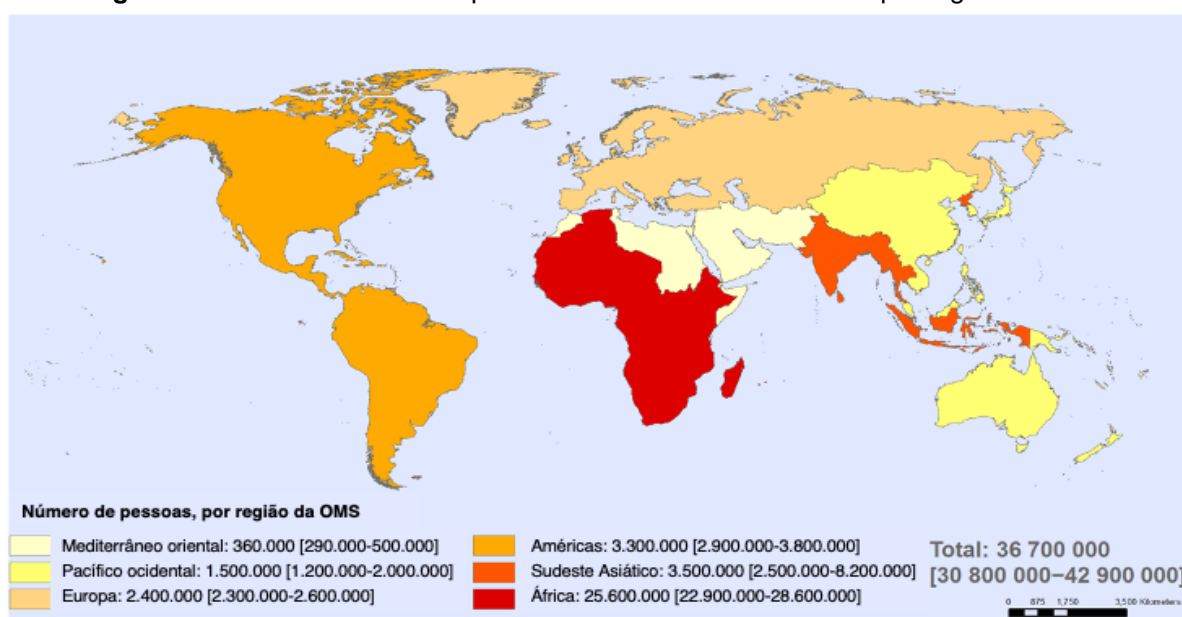 Número de pessoas, por região da OMS
Mediterrâneo oriental: 360.000 [290.000-500.000]
Pacífico ocidental: 1.500.000 [1.200.000-2.000.000]
Europa: 2.400.000 [2.300.000-2.600.000]
Américas: 3.300.000 [2.900.000-3.800.000]
Sudeste Asiático: 3.500.000 [2.500.000-8.200.000]
África: 25.600.000 [22.900.000-28.600.000]
Total: 36 700 000
[30 800 000–42 900 000]
0 875 1,750 3,500 Kilometers